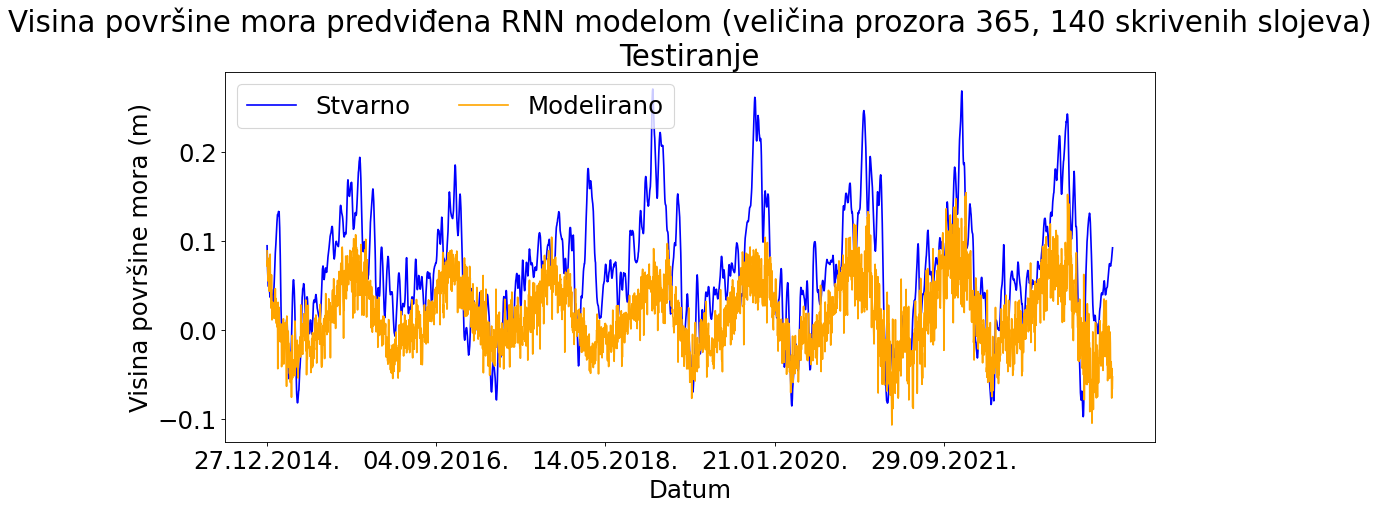 Visina površine mora predviđena RNN modelom (veličina prozora 365, 140 skrivenih slojeva)
Testiranje
Stvarno Modelirano
Visina površine mora (m)
0.2
0.1
0.0
−0.1
27.12.2014. 04.09.2016. 14.05.2018. 21.01.2020. 29.09.2021.
Datum